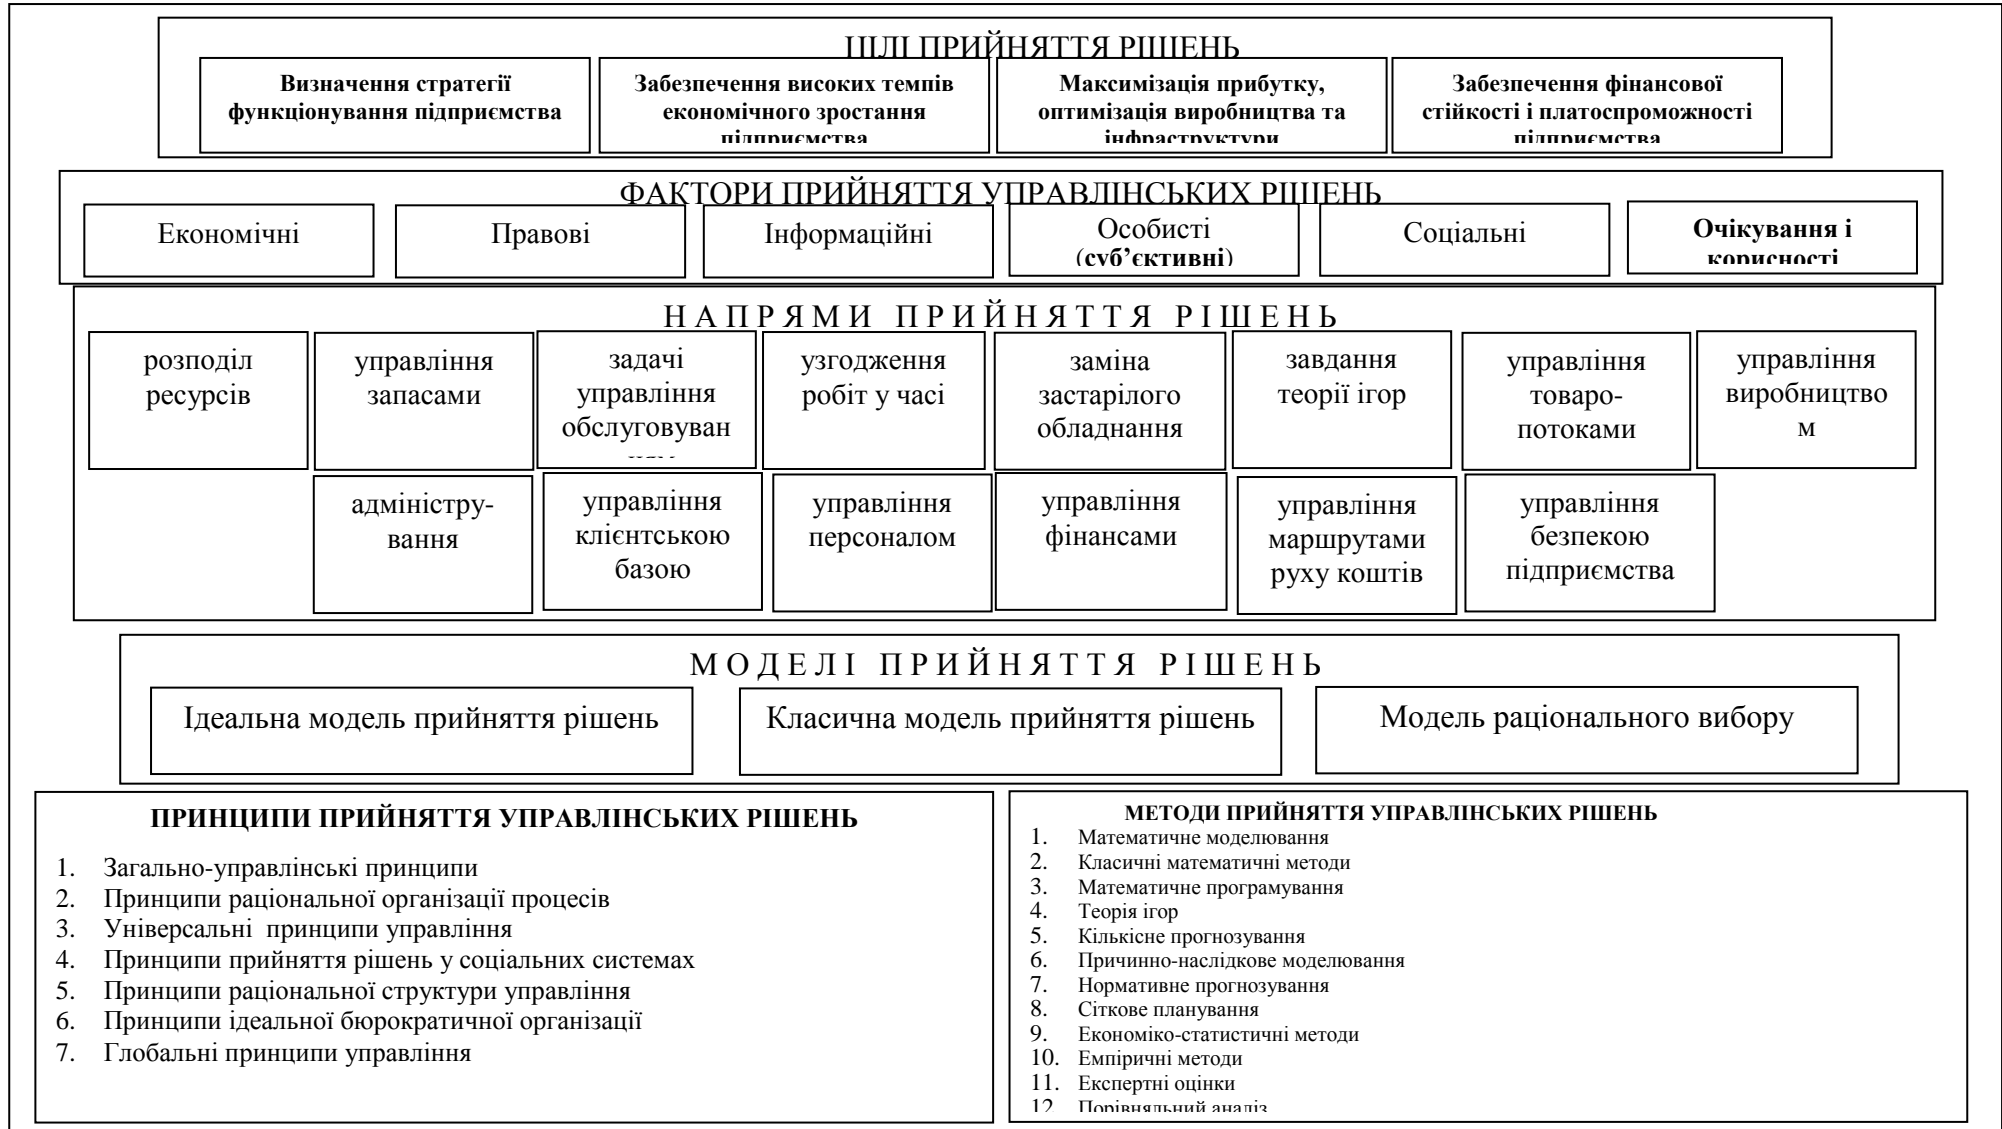 ЦІЛІ ПРИЙНЯТТЯ РІШЕНЬ
Визначення стратегії
функціонування підприємства
Забезпечення високих темпів
економічного зростання
підприємства
Максимізація прибутку,
оптимізація виробництва та
інфраструктури
Забезпечення фінансової
стійкості і платоспроможності
підприємства
ФАКТОРИ ПРИЙНЯТТЯ УПРАВЛІНСЬКИХ РІШЕНЬ
Економічні
Правові
Інформаційні
Особисті
(суб’єктивні)
Соціальні
Очікування і
корисності
Н А П Р Я М И П Р И Й Н Я Т Т Я Р І Ш Е Н Ь
розподіл
ресурсів
управління
запасами
задачі
управління
обслуговуван
ням
узгодження
робіт у часі
заміна
застарілого
обладнання
завдання
теорії ігор
управління
товаро-
потоками
управління
виробництво
м
адміністру-
вання
управління
клієнтською
базою
управління
персоналом
управління
фінансами
управління
маршрутами
руху коштів
управління
безпекою
підприємства
М О Д Е Л І П Р И Й Н Я Т Т Я Р І Ш Е Н Ь
Ідеальна модель прийняття рішень
Класична модель прийняття рішень
Модель раціонального вибору
ПРИНЦИПИ ПРИЙНЯТТЯ УПРАВЛІНСЬКИХ РІШЕНЬ
1. Загально-управлінські принципи
2. Принципи раціональної організації процесів
3. Універсальні принципи управління
4. Принципи прийняття рішень у соціальних системах
5. Принципи раціональної структури управління
6. Принципи ідеальної бюрократичної організації
7. Глобальні принципи управління
МЕТОДИ ПРИЙНЯТТЯ УПРАВЛІНСЬКИХ РІШЕНЬ
1. Математичне моделювання
2. Класичні математичні методи
3. Математичне програмування
4. Теорія ігор
5. Кількісне прогнозування
6. Причинно-наслідкове моделювання
7. Нормативне прогнозування
8. Сіткове планування
9. Економіко-статистичні методи
10. Емпіричні методи
11. Експертні оцінки
12. Порівняльний аналіз